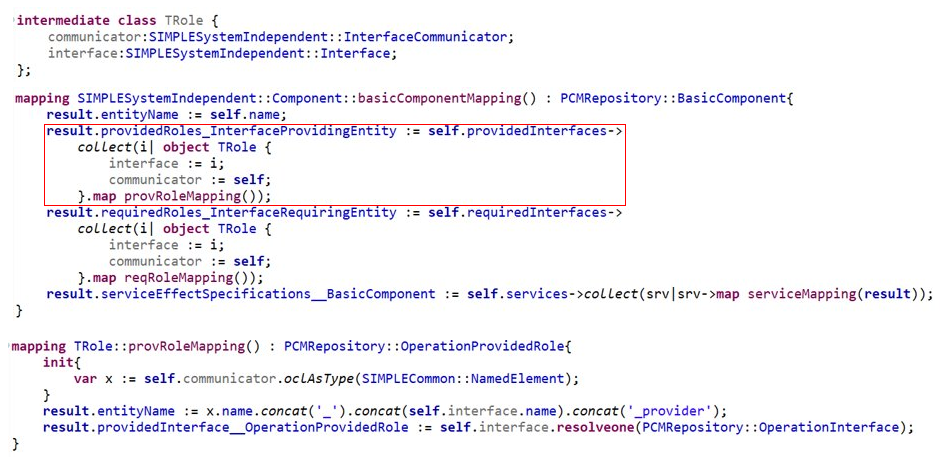 intermediate class TRole {
communicator:SIMPLESystemIndependent::InterfaceCommunicator;
interface:SIMPLESystemIndependent::Interface;
};
mapping SIMPLESystemIndependent::Component::basicComponentMapping() : PCMRepository::BasicComponent{
result.entityName := self.name;
result.providedRoles_InterfaceProvidingEntity := self.providedInterfaces->
collect(i| object TRole {
interface := i;
communicator := self;
}.map provRoleMapping());
result.requiredRoles_InterfaceRequiringEntity := self.requiredInterfaces->
collect(i| object TRole {
interface := i;
communicator := self;
}.map reqRoleMapping());
result.serviceEffectSpecifications__BasicComponent := self.services->collect(srv|srv->map serviceMapping(result));
}
mapping TRole::provRoleMapping() : PCMRepository::OperationProvidedRole{
init{
var x := self.communicator.oclAsType(SIMPLECommon::NamedElement);
}
result.entityName := x.name.concat('_').concat(self.interface.name).concat('_provider');
result.providedInterface__OperationProvidedRole := self.interface.resolveone(PCMRepository::OperationInterface);
}